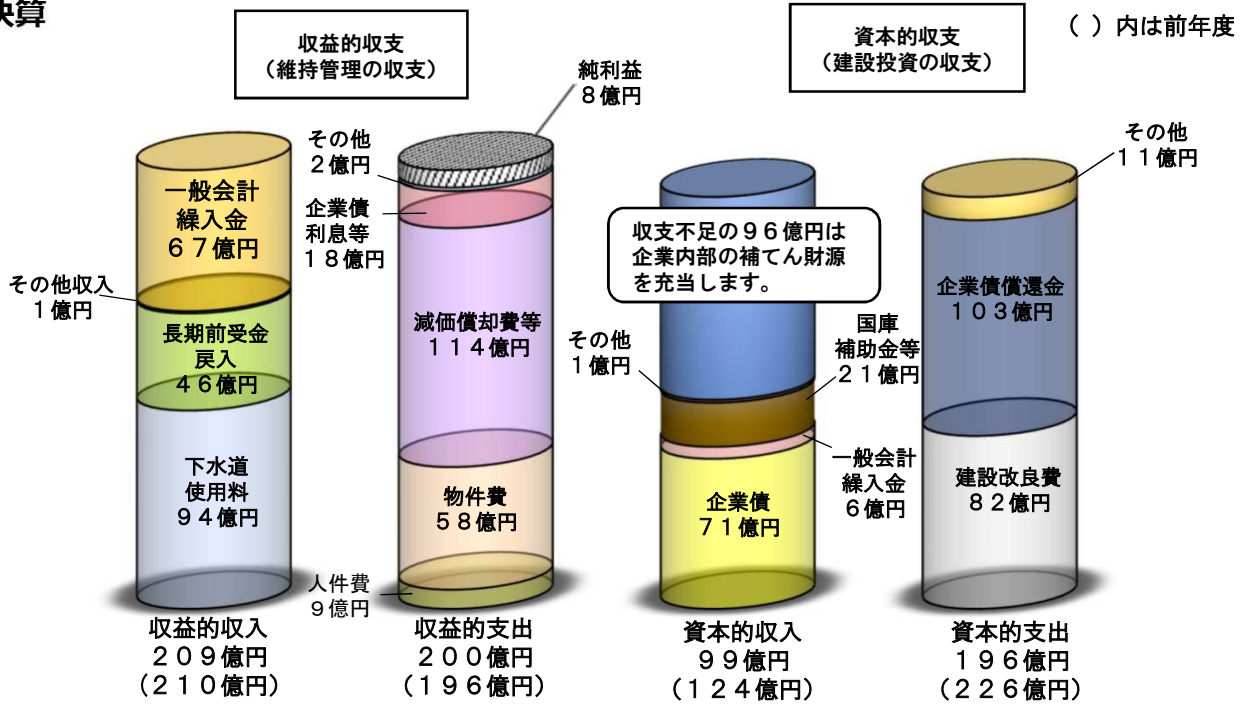 決算
（ ）内は前年度
収益的収支
（維持管理の収支）
資本的収支
（建設投資の収支）
一般会計
繰入金
６７億円
その他収入
１億円
長期前受金
戻入
４６億円
下水道
使用料
９４億円
収益的収入
２０９億円
（２１０億円）
純利益
８億円
その他
２億円
企業債
利息等
１８億円
減価償却費等
１１４億円
物件費
５８億円
人件費
９億円
収益的支出
２００億円
（１９６億円）
収支不足の９６億円は
企業内部の補てん財源
を充当します。
その他
１億円
国庫
補助金等
２１億円
一般会計
繰入金
６億円
企業債
７１億円
資本的収入
９９億円
（１２４億円）
その他
１１億円
企業債償還金
１０３億円
建設改良費
８２億円
資本的支出
１９６億円
（２２６億円）